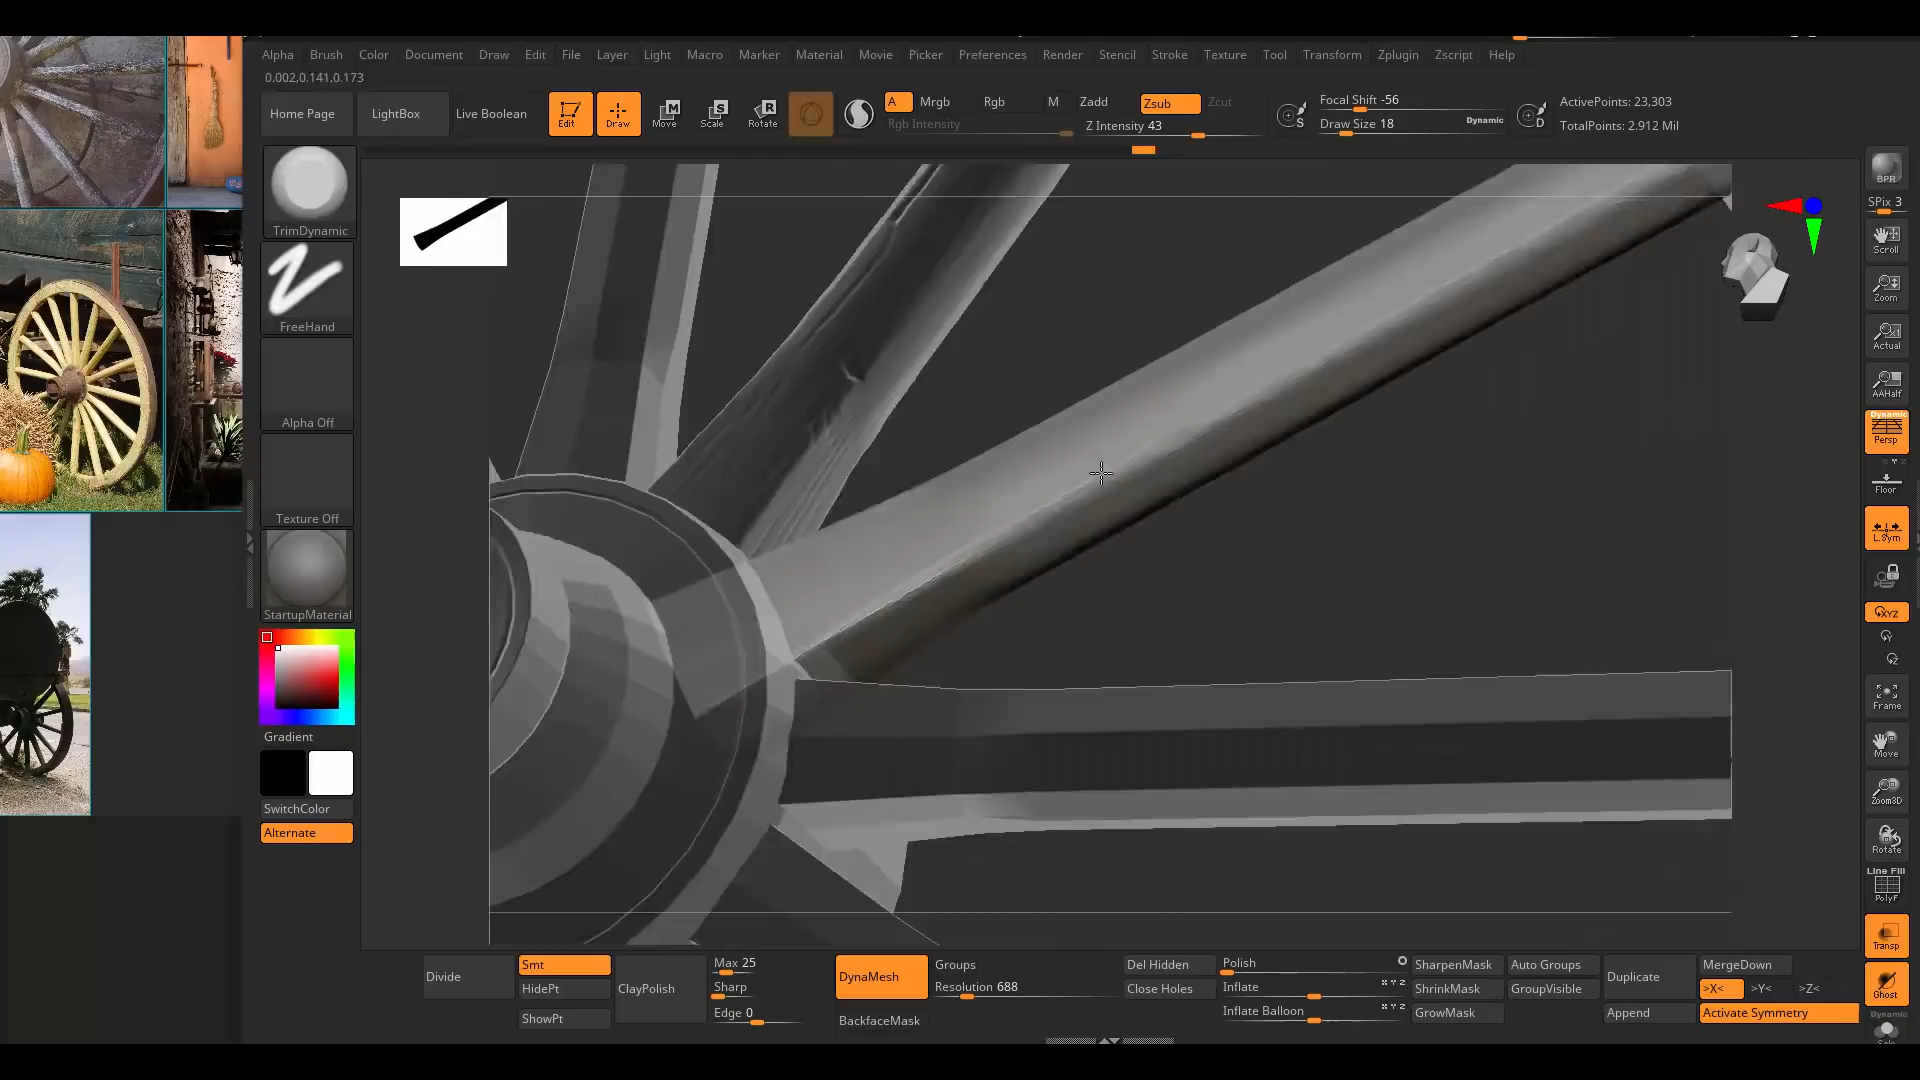 Alpha Brush Color Document Draw Edit File Layer Light Macro Marker Material Movie Picker Preferences Render Stencil Stroke Texture Tool Transform Zplugin Zscript Help
0.002,0.141,0.173
Home Page LightBox Live Boolean Edit Draw Move Scale Rotate
A Mrgb Rgb M Zadd Zsub Zcut
Rgb Intensity Z Intensity 43
Focal Shift -56
Draw Size 18 Dynamic
S
D
ActivePoints: 23,303
TotalPoints: 2.912 Mil
TrimDynamic
FreeHand
Alpha Off
Texture Off
StartupMaterial
Gradient
SwitchColor
Alternate
BPR
SPix 3
Scroll
Zoom
Actual
AAHalf
Dynamic
Persp
Floor
L.Sym
XYZ
Y
Z
Frame
Move
Zoom3D
Rotate
Line Fill
PolyF
Transp
Ghost
Dynamic
Solo
Divide
Smt
HidePt
ShowPt
ClayPolish
Max 25
Sharp
Edge 0
DynaMesh
BackfaceMask
Groups
Resolution 688
Del Hidden
Close Holes
Polish
Inflate X Y Z
Inflate Balloon X Y Z
SharpenMask
ShrinkMask
GrowMask
Auto Groups
GroupVisible
Duplicate
Append
MergeDown
>X< >Y< >Z<
Activate Symmetry